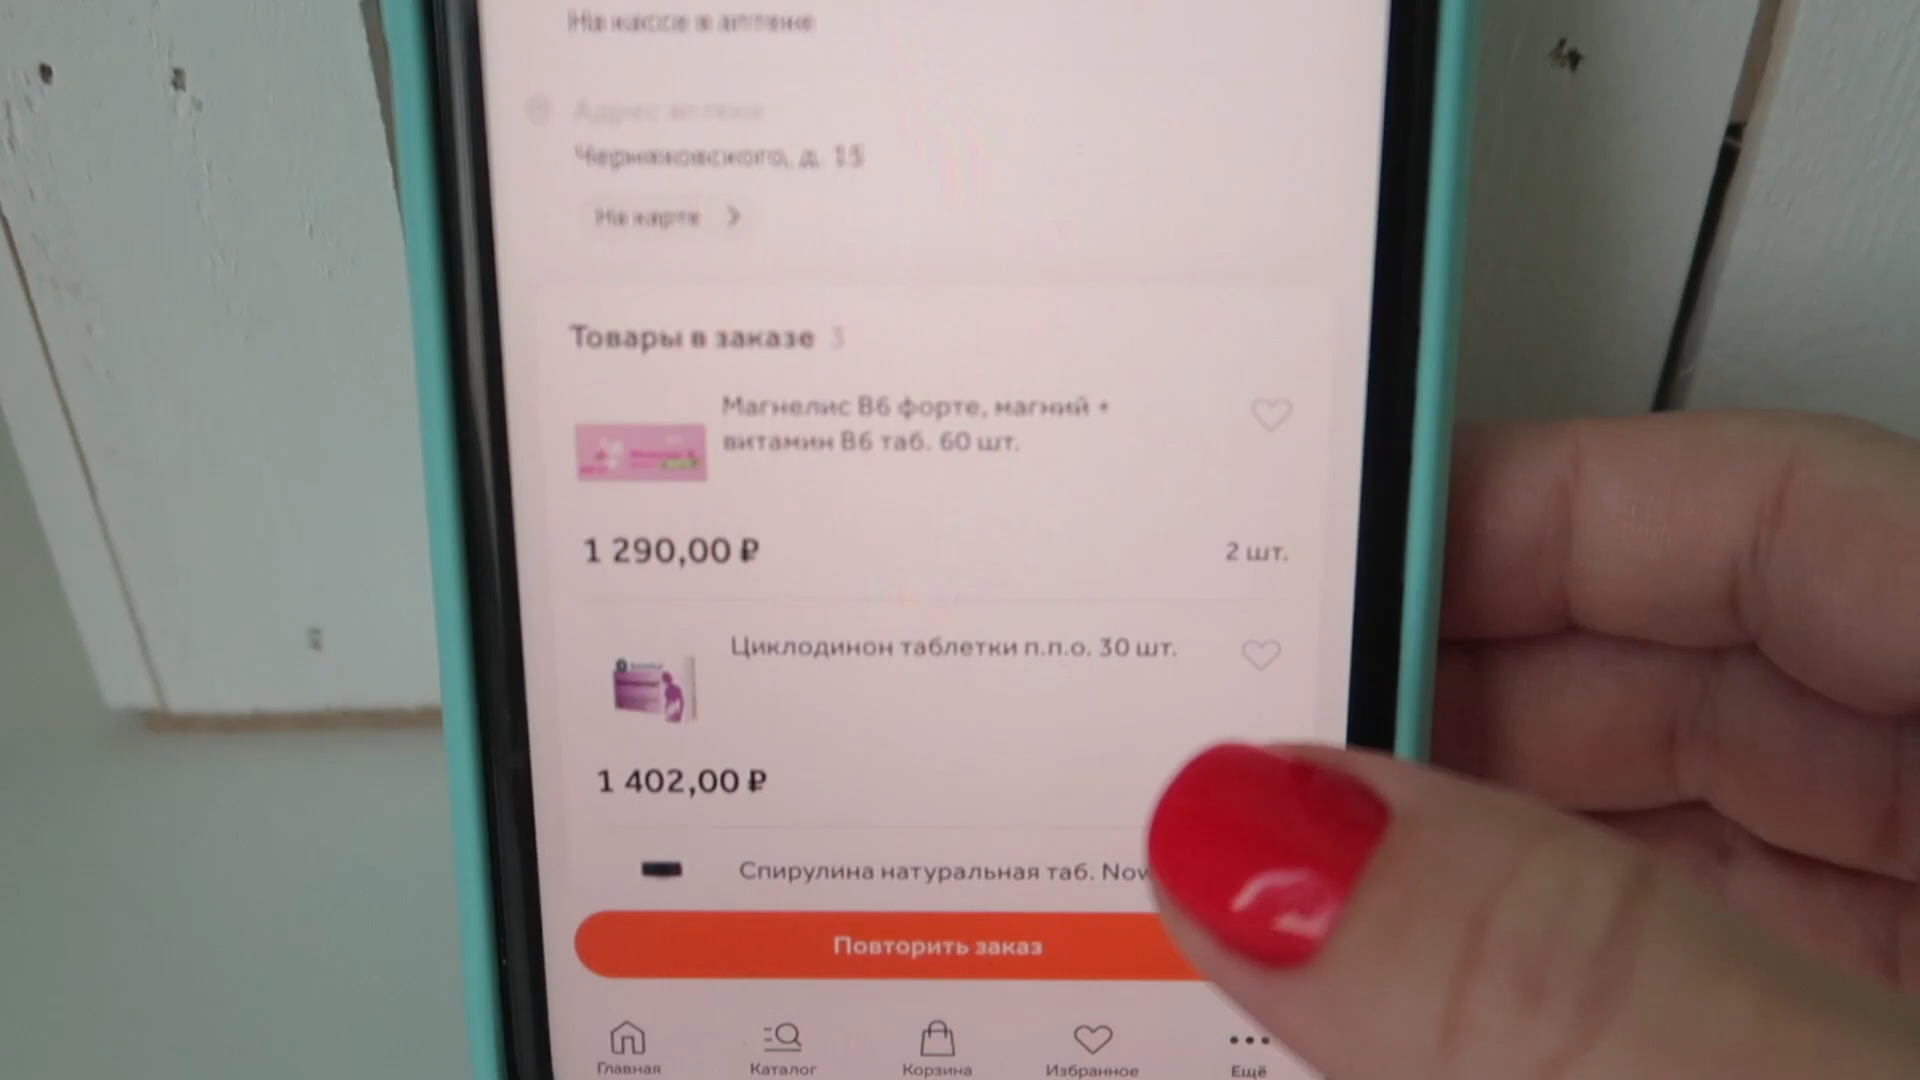 На кассе в аптеке
Адрес аптеки
Черняховского, д. 15
На карте
Товары в заказе 3
Магнелис В6 форте, магний +
витамин В6 таб. 60 шт.
1 290,00 ₽
2 шт.
Циклодинон таблетки п.п.о. 30 шт.
1 402,00 ₽
Спирулина натуральная таб. Nov
Повторить заказ
Главная
Каталог
Корзина
Избранное
Ещё